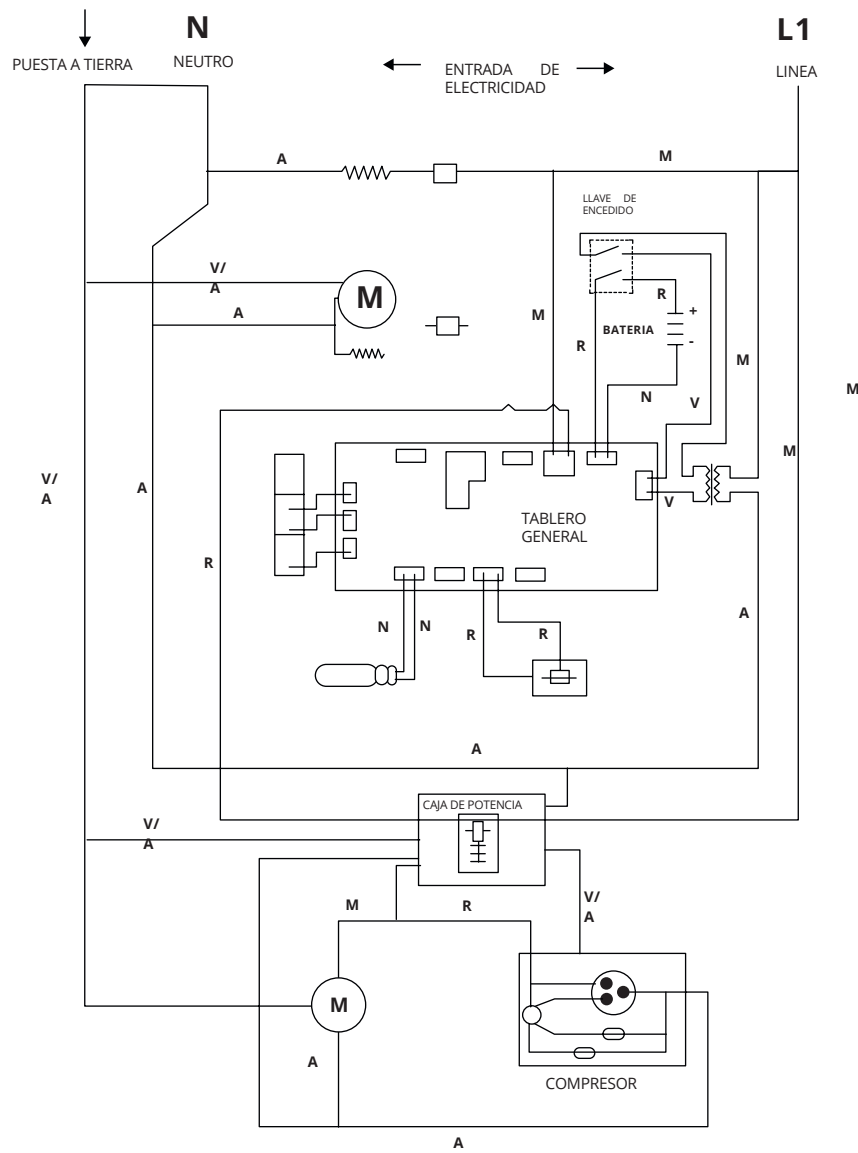 N
L1
PUESTA A TIERRA
NEUTRO
ENTRADA DE
ELECTRICIDAD
LINEA
A
M
LLAVE DE
ENCEDIDO
V/
A
M
A
R
M
BATERIA
+
-
R
M
N
V
M
M
V/
A
A
V
TABLERO
GENERAL
R
A
N
N
R
R
A
CAJA DE POTENCIA
V/
A
M
R
V/
A
M
A
COMPRESOR
A